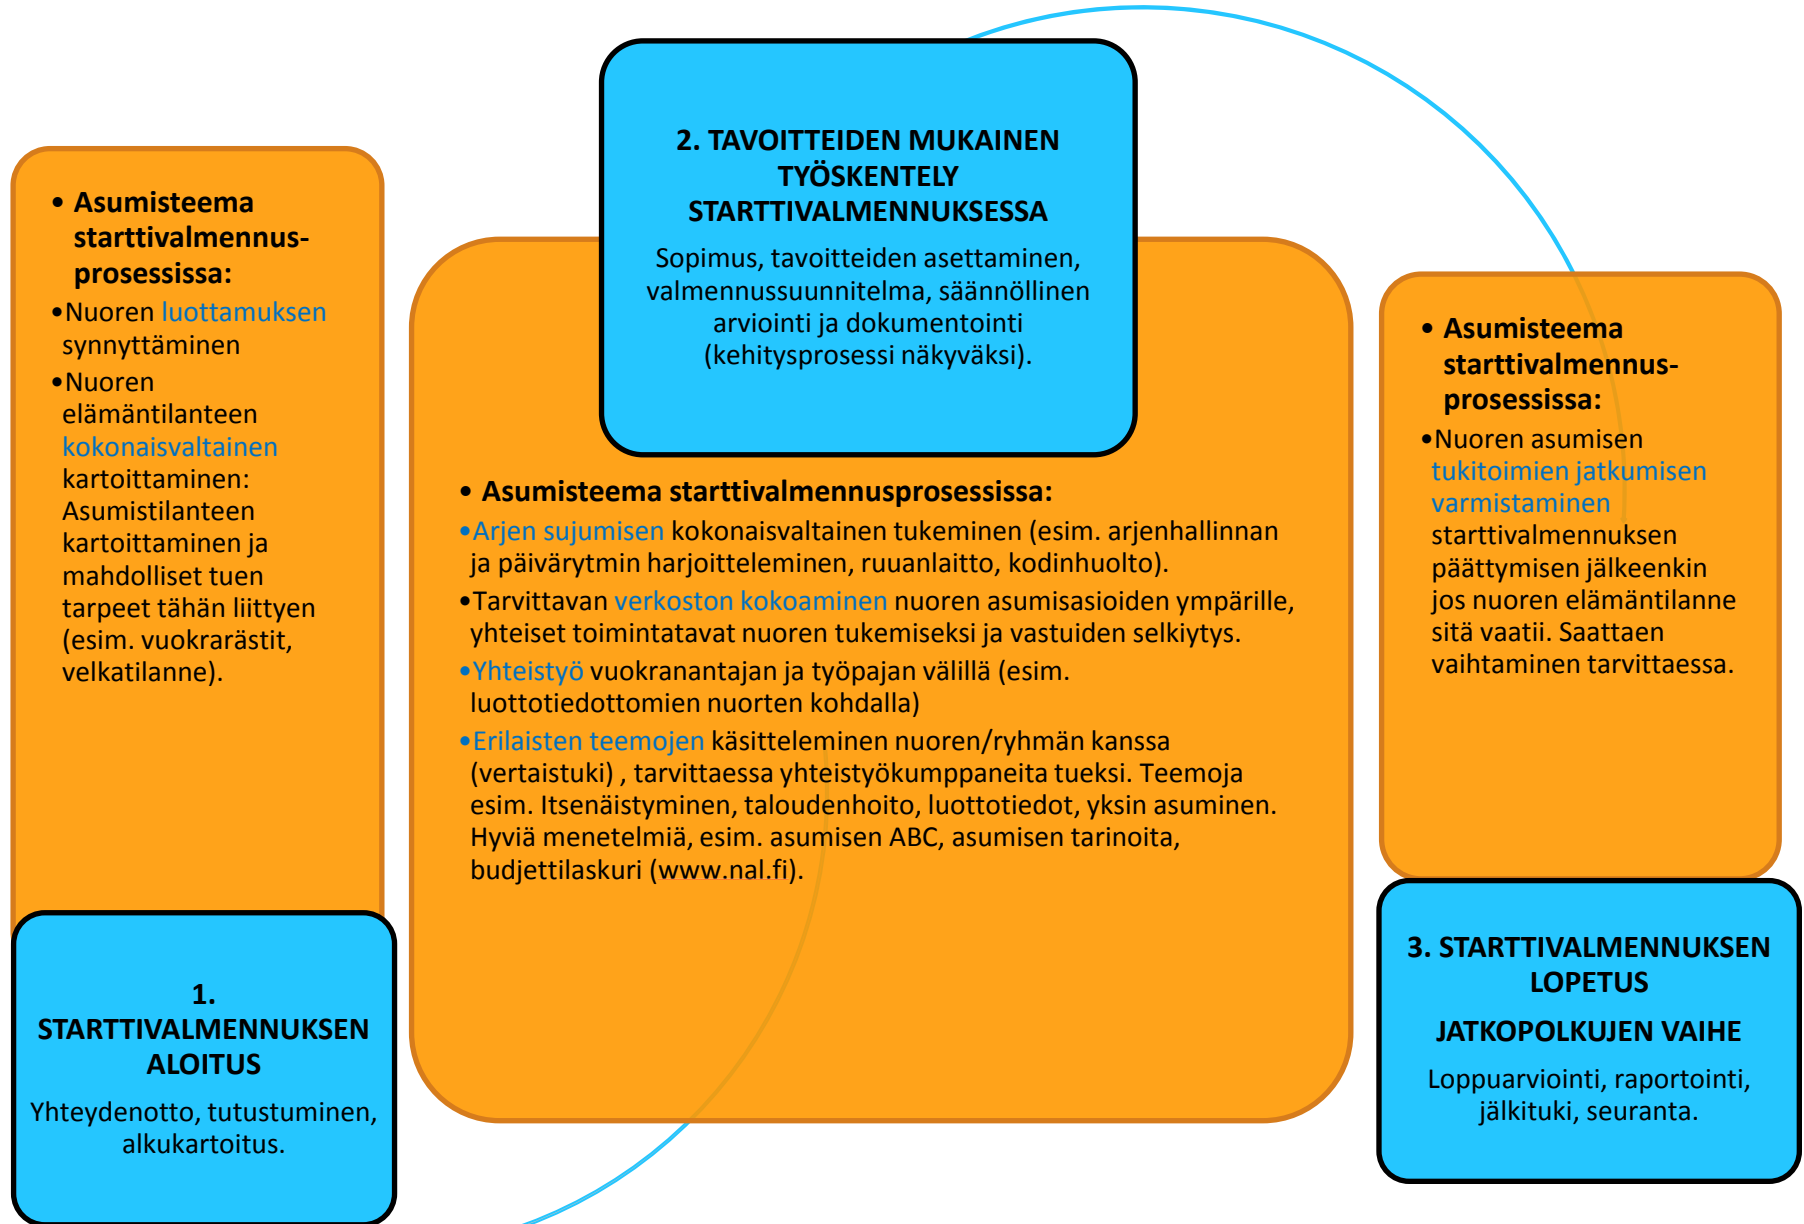 • Asumisteema
starttivalmennus-
prosessissa:
•Nuoren luottamuksen
synnyttäminen
•Nuoren
elämäntilanteen
kokonaisvaltainen
kartoittaminen:
Asumistilanteen
kartoittaminen ja
mahdolliset tuen
tarpeet tähän liittyen
(esim. vuokrarästit,
velkatilanne).
1.
STARTTIVALMENNUKSEN
ALOITUS
Yhteydenotto, tutustuminen,
alkukartoitus.
2. TAVOITTEIDEN MUKAINEN
TYÖSKENTELY
STARTTIVALMENNUKSESSA
Sopimus, tavoitteiden asettaminen,
valmennussuunnitelma, säännöllinen
arviointi ja dokumentointi
(kehitysprosessi näkyväksi).
• Asumisteema starttivalmennusprosessissa:
•Arjen sujumisen kokonaisvaltainen tukeminen (esim. arjenhallinnan
ja päivärytmin harjoitteleminen, ruuanlaitto, kodinhuolto).
•Tarvittavan verkoston kokoaminen nuoren asumisasioiden ympärille,
yhteiset toimintatavat nuoren tukemiseksi ja vastuiden selkiytys.
•Yhteistyö vuokranantajan ja työpajan välillä (esim.
luottotiedottomien nuorten kohdalla)
•Erilaisten teemojen käsitteleminen nuoren/ryhmän kanssa
(vertaistuki) , tarvittaessa yhteistyökumppaneita tueksi. Teemoja
esim. Itsenäistyminen, taloudenhoito, luottotiedot, yksin asuminen.
Hyviä menetelmiä, esim. asumisen ABC, asumisen tarinoita,
budjettilaskuri (www.nal.fi).
• Asumisteema
starttivalmennus-
prosessissa:
•Nuoren asumisen
tukitoimien jatkumisen
varmistaminen
starttivalmennuksen
päättymisen jälkeenkin
jos nuoren elämäntilanne
sitä vaatii. Saattaen
vaihtaminen tarvittaessa.
3. STARTTIVALMENNUKSEN
LOPETUS
JATKOPOLKUJEN VAIHE
Loppuarviointi, raportointi,
jälkituki, seuranta.